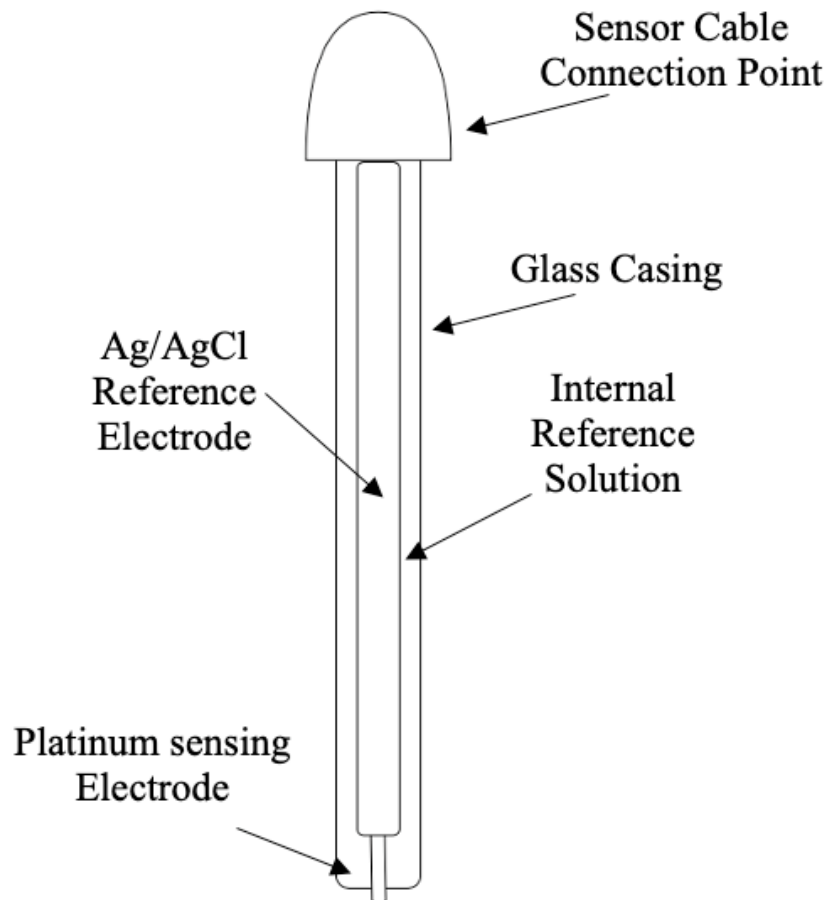 Sensor Cable
Connection Point
Glass Casing
Ag/AgCl
Reference
Electrode
Internal
Reference
Solution
Platinum sensing
Electrode